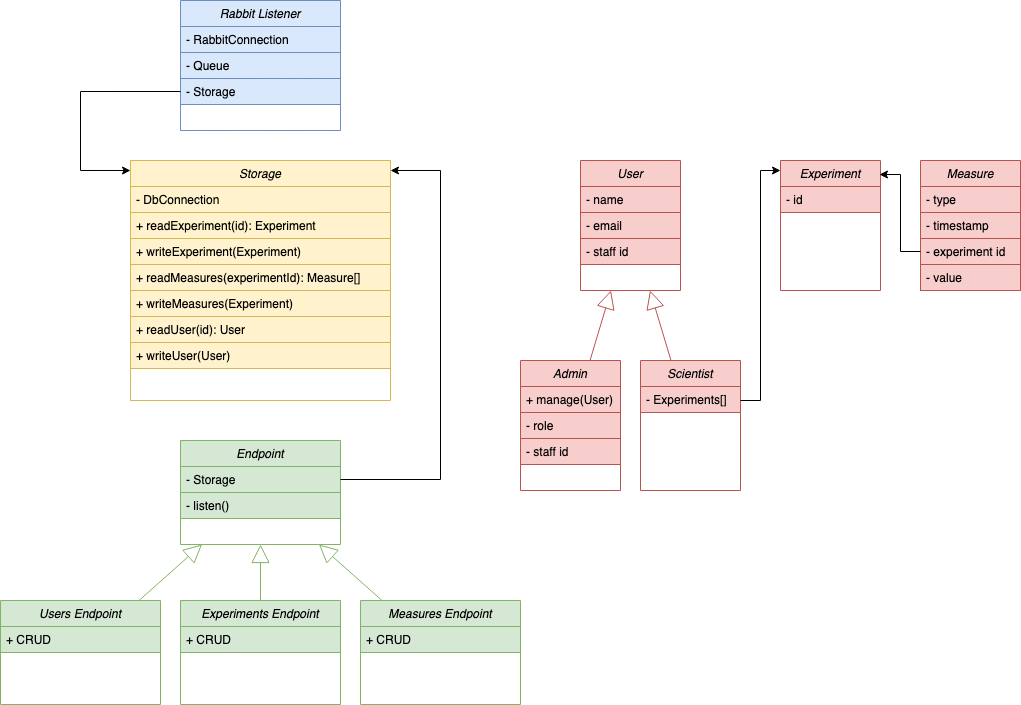 Rabbit Listener
- RabbitConnection
- Queue
- Storage
Storage
- DbConnection
+ readExperiment(id): Experiment
+ writeExperiment(Experiment)
+ readMeasures(experimentId): Measure[]
+ writeMeasures(Experiment)
+ readUser(id): User
+ writeUser(User)
User
- name
- email
- staff id
Experiment
- id
Measure
- type
- timestamp
- experiment id
- value
Admin
+ manage(User)
- role
- staff id
Scientist
- Experiments[]
Endpoint
- Storage
- listen()
Users Endpoint
+ CRUD
Experiments Endpoint
+ CRUD
Measures Endpoint
+ CRUD